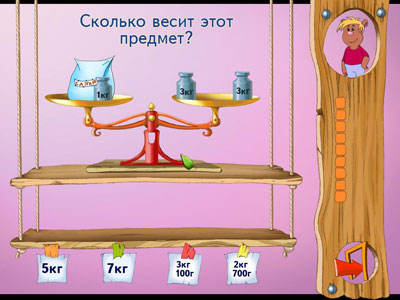 Сколько весит этот
предмет?
1кг
3кг
3кг
5кг
7кг
3кг
100г
2кг
700г